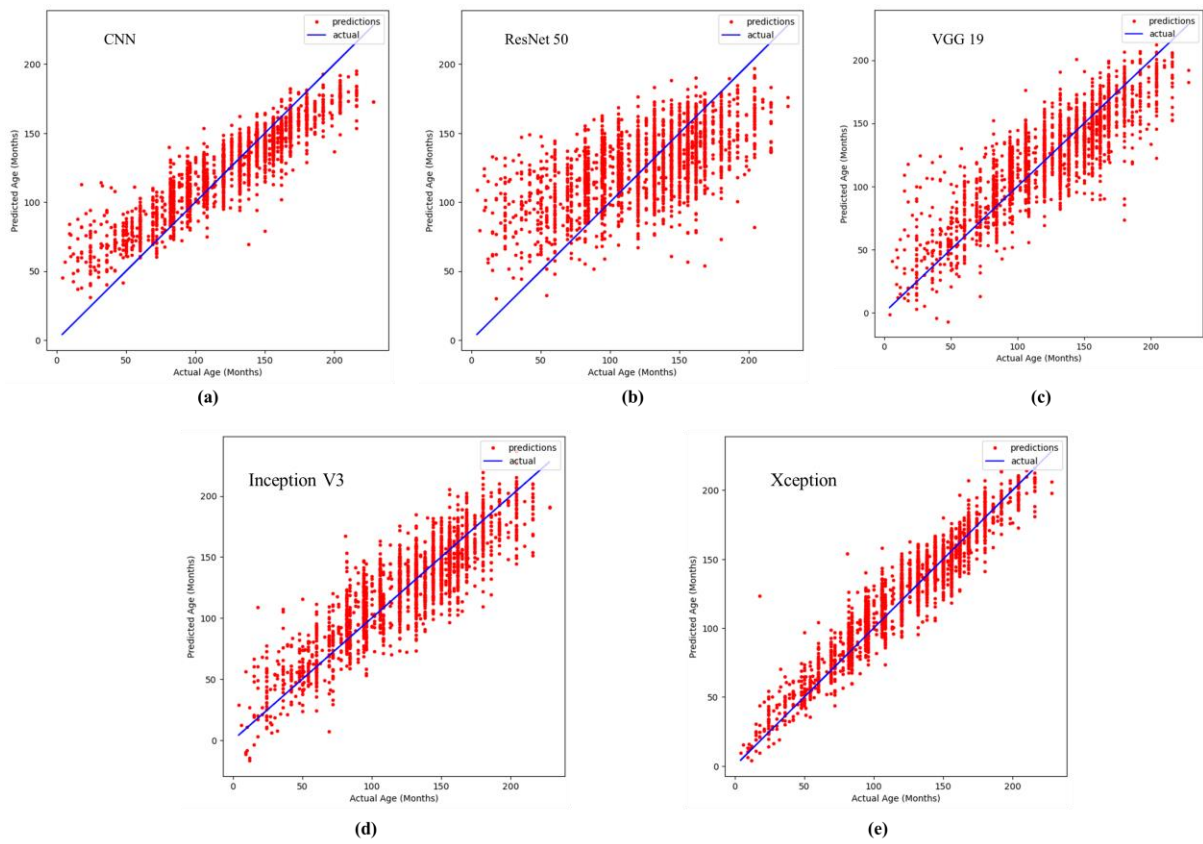 CNN
predictions
actual
Predicted Age (Months)
200
150
100
50
0
0 50 100 150 200
Actual Age (Months)
(a)
ResNet 50
predictions
actual
Predicted Age (Months)
200
150
100
50
0
0 50 100 150 200
Actual Age (Months)
(b)
VGG 19
predictions
actual
Predicted Age (Months)
200
150
100
50
0
0 50 100 150 200
Actual Age (Months)
(c)
Inception V3
predictions
actual
Predicted Age (Months)
200
150
100
50
0
0 50 100 150 200
Actual Age (Months)
(d)
Xception
predictions
actual
Predicted Age (Months)
200
150
100
50
0
0 50 100 150 200
Actual Age (Months)
(e)